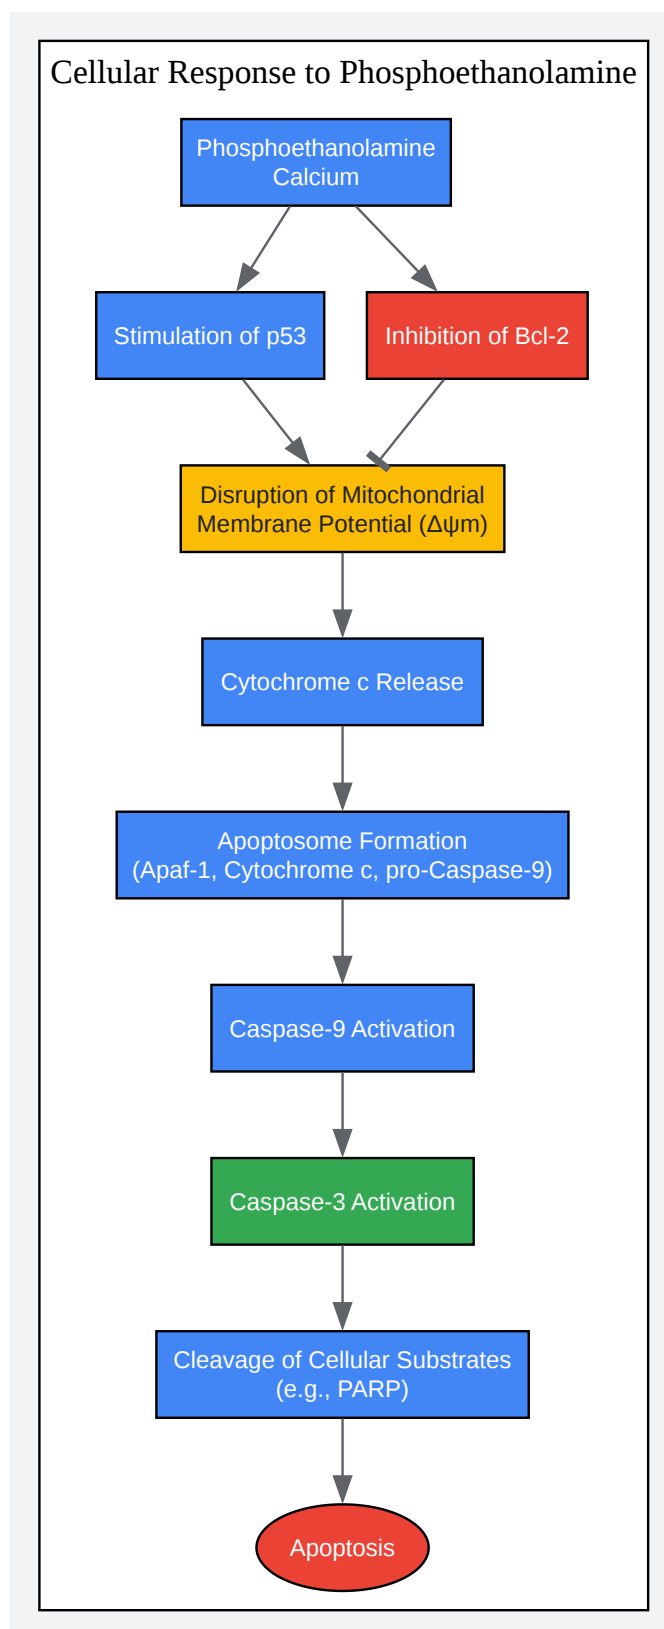 Cellular Response to Phosphoethanolamine
Phosphoethanolamine
Calcium
Stimulation of p53
Inhibition of Bcl-2
Disruption of Mitochondrial
Membrane Potential (Δψm)
Cytochrome c Release
Apoptosome Formation
(Apaf-1, Cytochrome c, pro-Caspase-9)
Caspase-9 Activation
Caspase-3 Activation
Cleavage of Cellular Substrates
(e.g., PARP)
Apoptosis